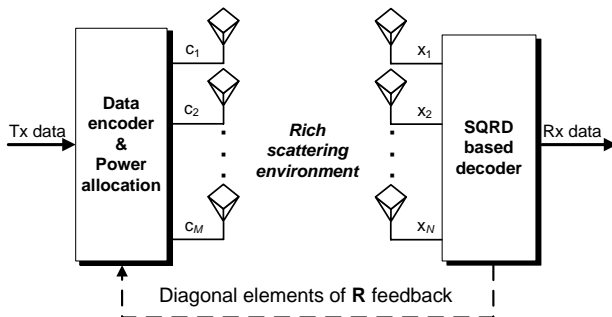 c1
c2
cM
Data
encoder
&
Power
allocation
Tx data
Rich
scattering
environment
x1
x2
xN
SQRD
based
decoder
Rx data
Diagonal elements of R feedback